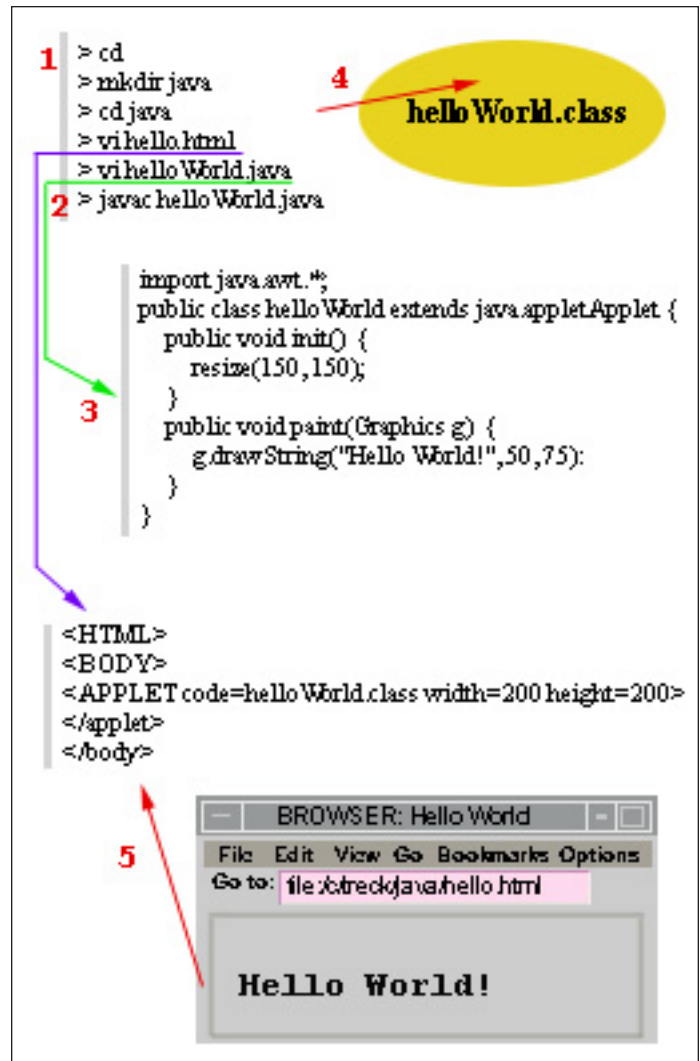 1
> cd
> mkdir java
> cd java
> vi hello.html
> vi helloWorld.java
2
> javac helloWorld.java
4
helloWorld.class
3
import java.awt.*;
public class helloWorld extends java.applet.Applet {
public void init() {
resize(150,150);
}
public void paint(Graphics g) {
g.drawString("Hello World!",50,75):
}
}
<HTML>
<BODY>
<APPLET code=helloWorld.class width=200 height=200>
</applet>
</body>
5
BROWSER: Hello World
File Edit View Go Bookmarks Options
Go to: file:/c/treck/java/hello.html
Hello World!